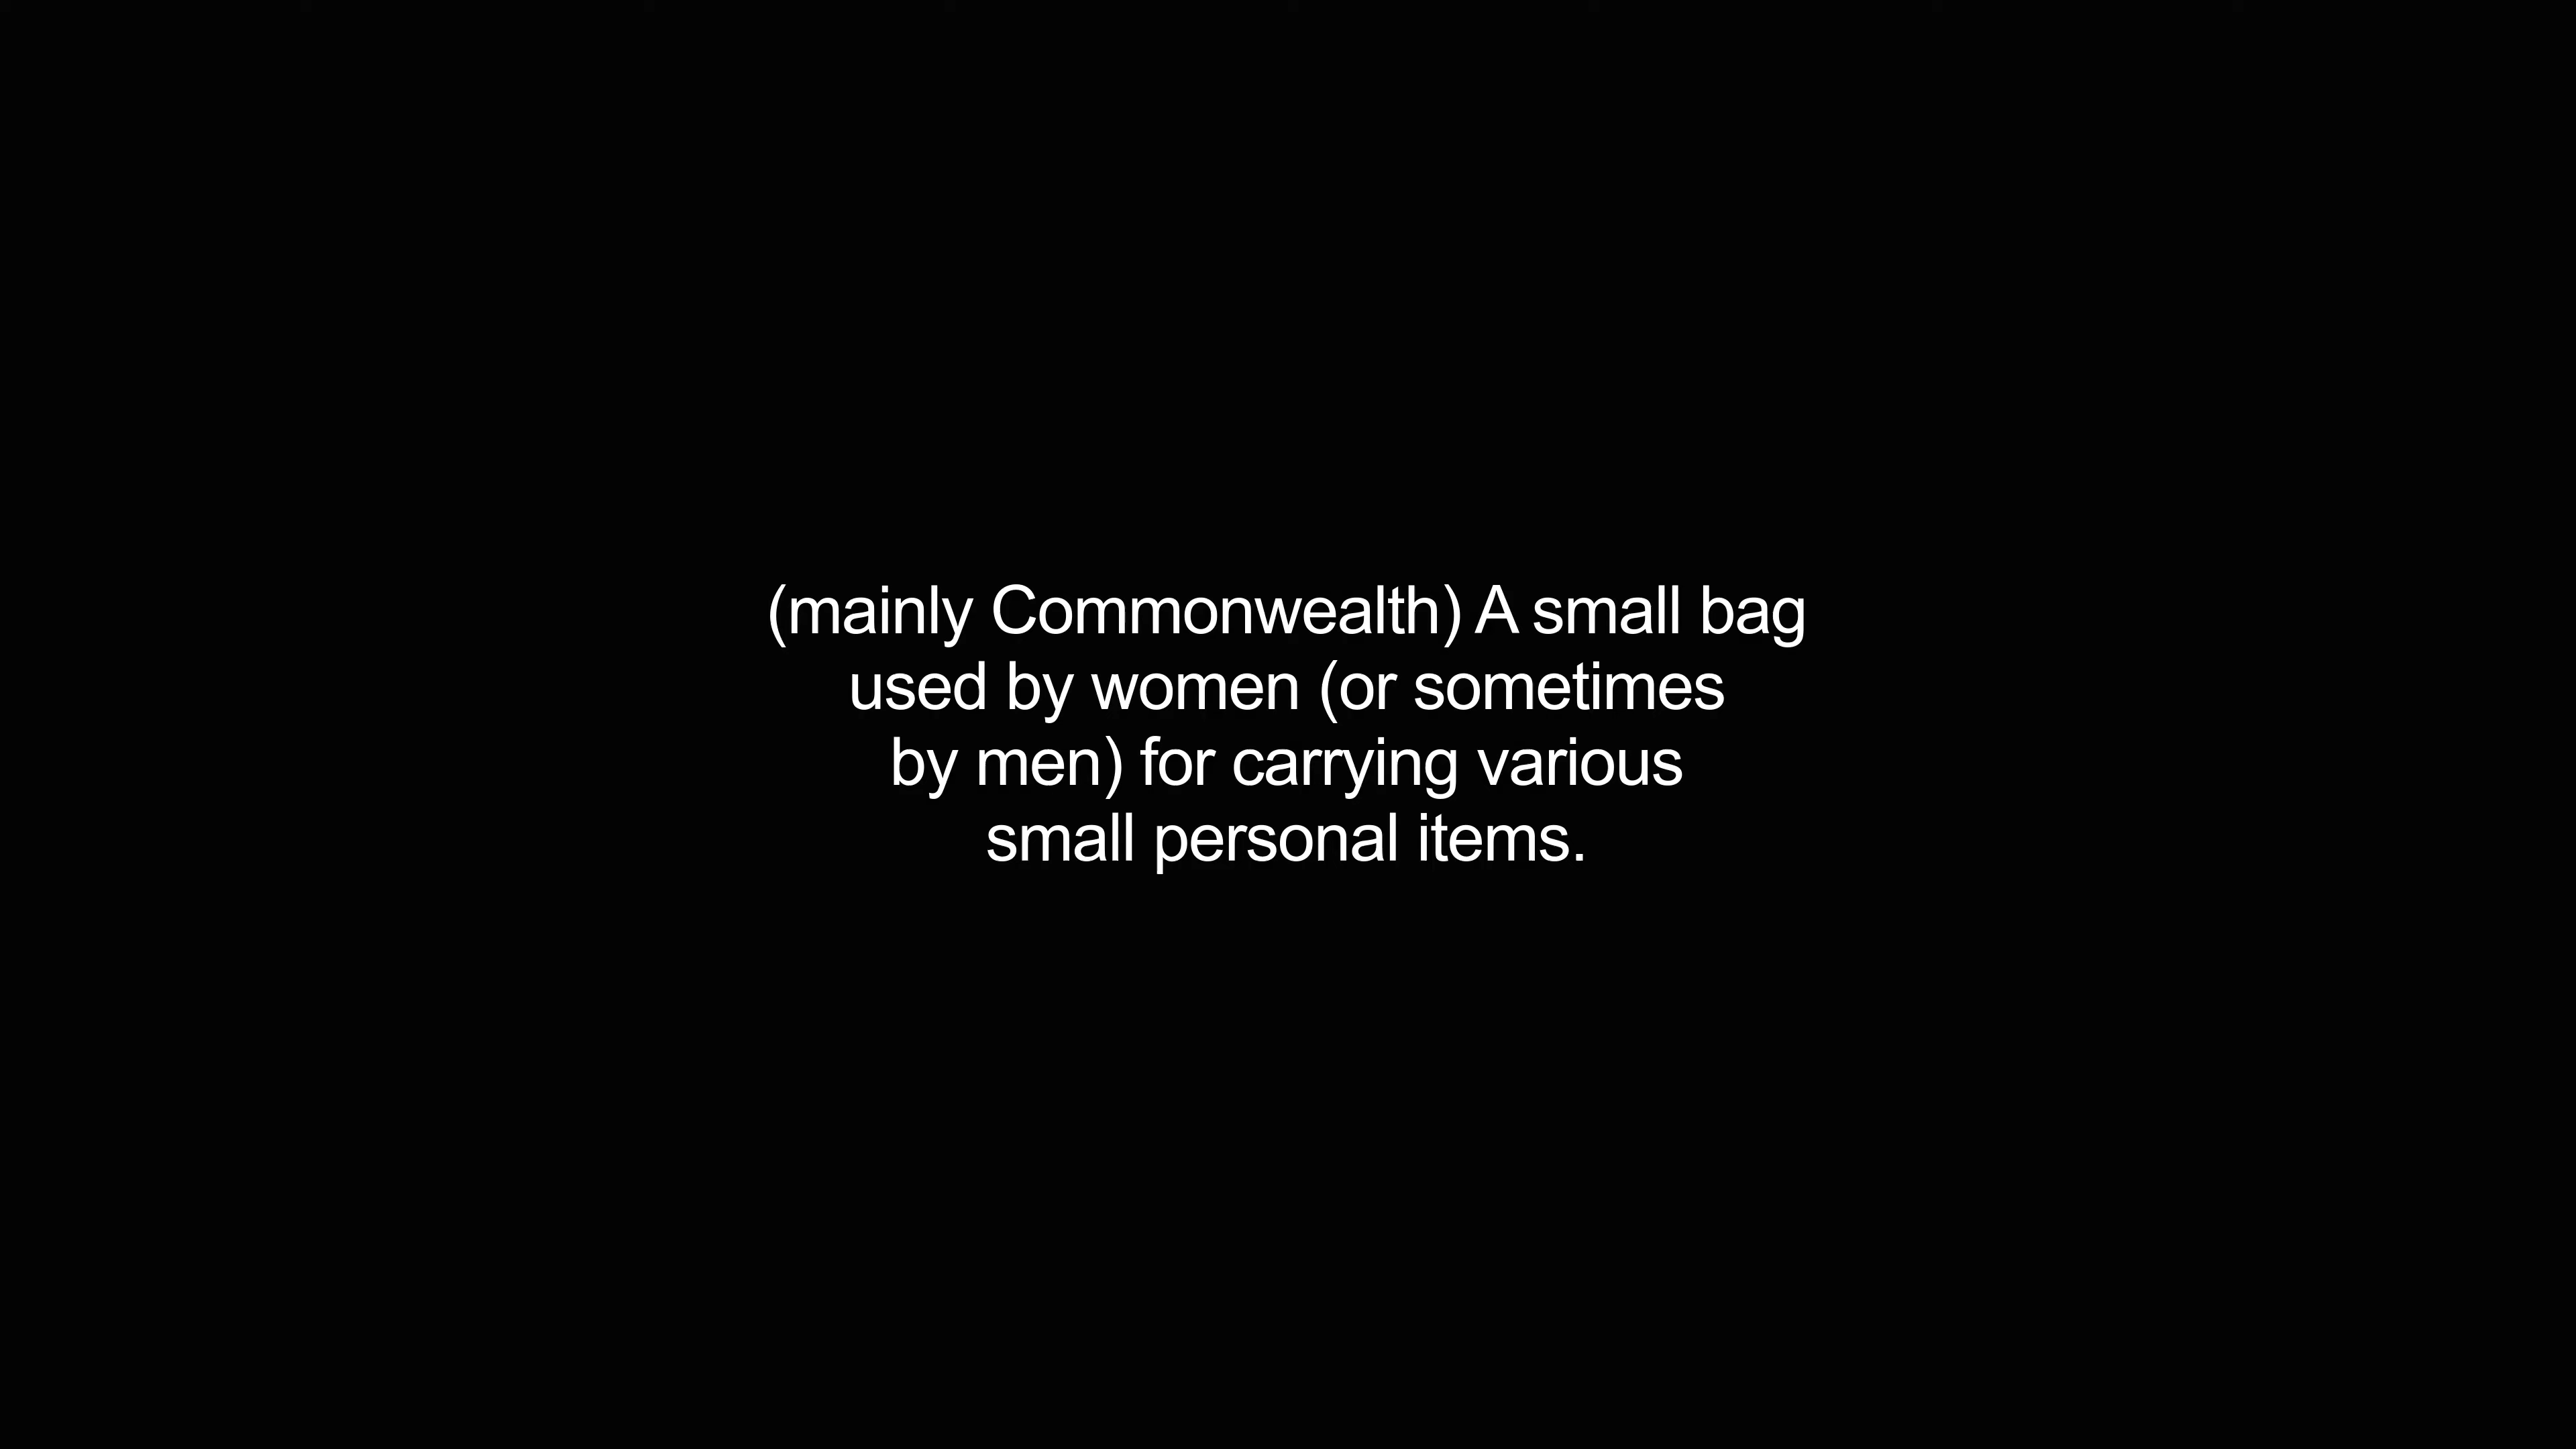 (mainly Commonwealth) A small bag
used by women (or sometimes
by men) for carrying various
small personal items.